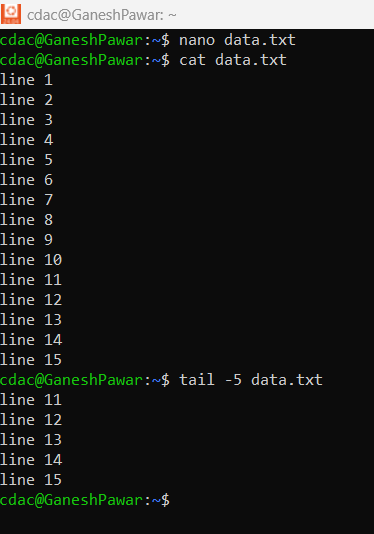 cdac@GaneshPawar: ~
cdac@GaneshPawar:~$ nano data.txt
cdac@GaneshPawar:~$ cat data.txt
line 1
line 2
line 3
line 4
line 5
line 6
line 7
line 8
line 9
line 10
line 11
line 12
line 13
line 14
line 15
cdac@GaneshPawar:~$ tail -5 data.txt
line 11
line 12
line 13
line 14
line 15
cdac@GaneshPawar:~$